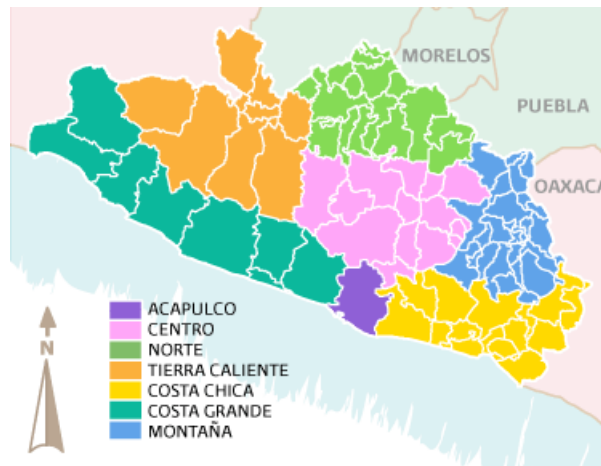 MORELOS
PUEBLA
OAXACA
N
ACAPULCO
CENTRO
NORTE
TIERRA CALIENTE
COSTA CHICA
COSTA GRANDE
MONTAÑA